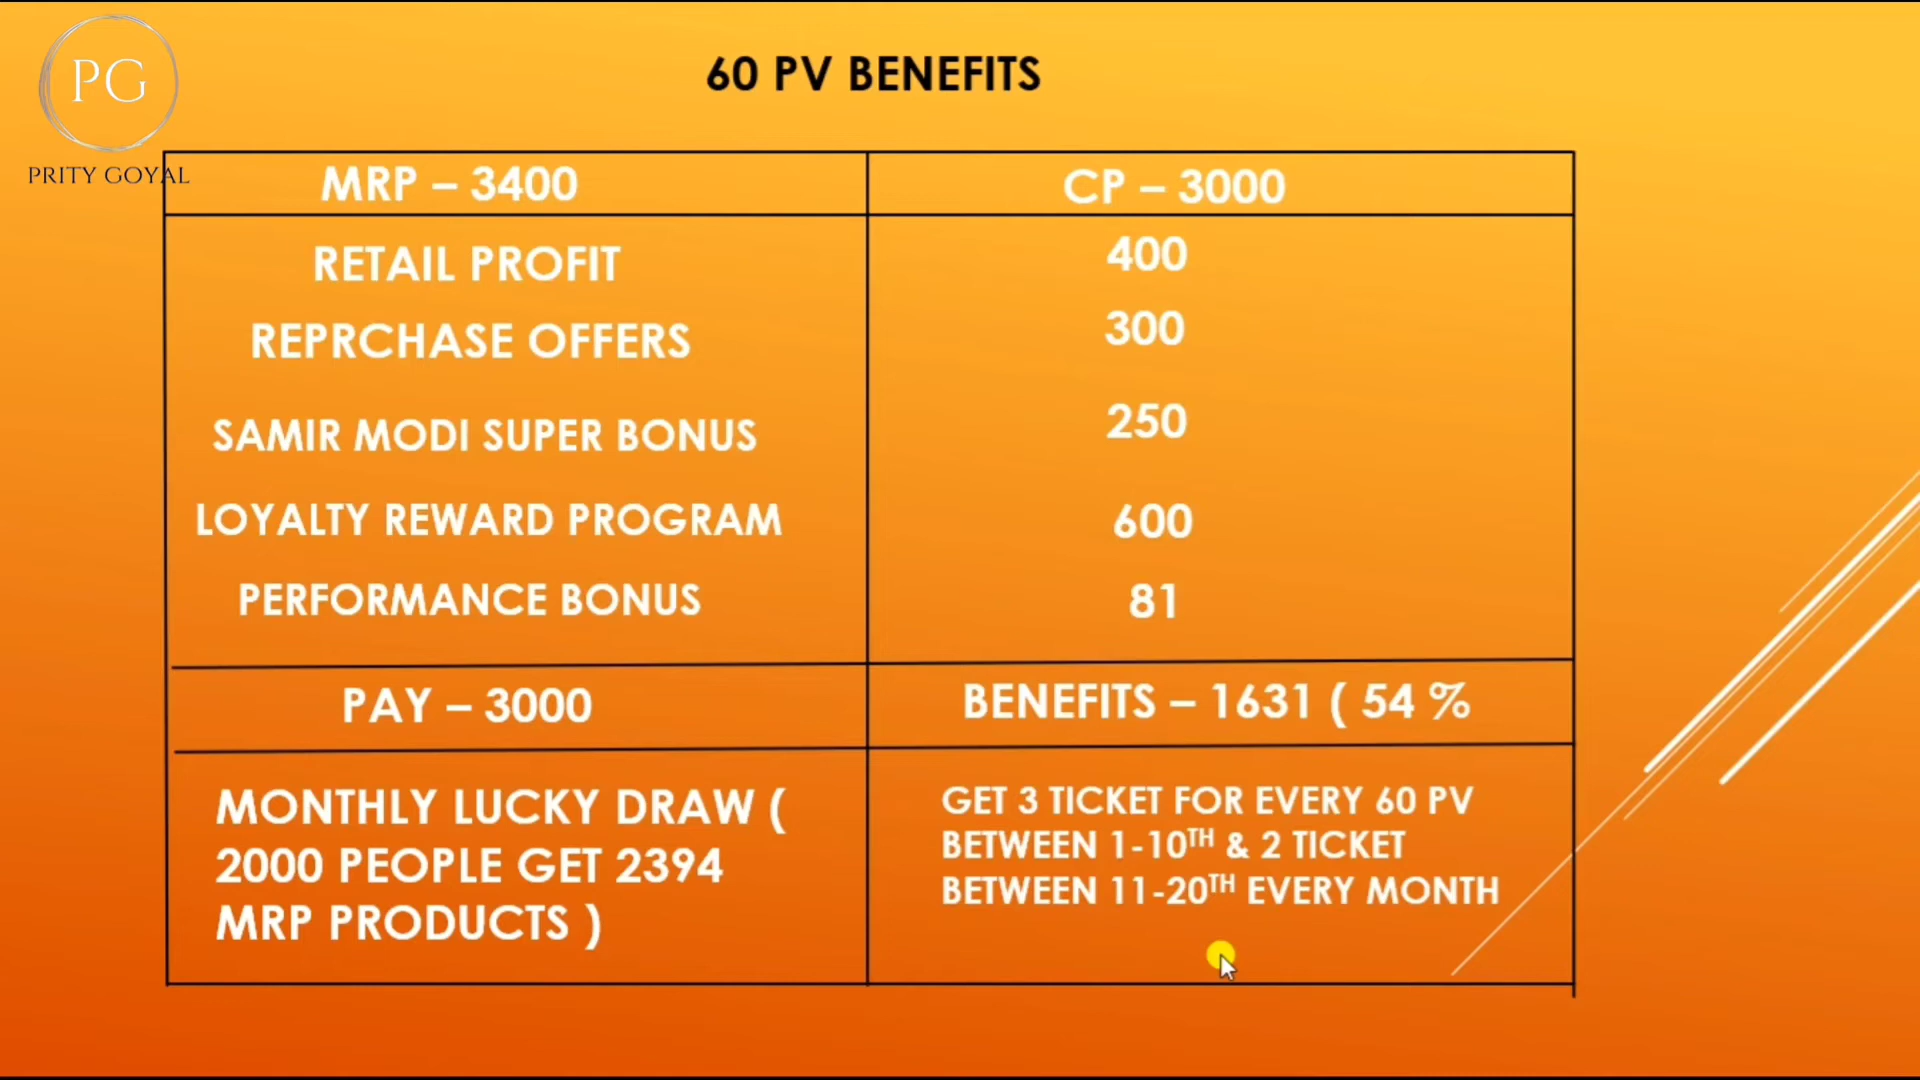 PG
PRITY GOYAL
60 PV BENEFITS
MRP – 3400
CP – 3000
RETAIL PROFIT
400
REPRCHASE OFFERS
300
SAMIR MODI SUPER BONUS
250
LOYALTY REWARD PROGRAM
600
PERFORMANCE BONUS
81
PAY – 3000
BENEFITS – 1631 ( 54 %
MONTHLY LUCKY DRAW (
2000 PEOPLE GET 2394
MRP PRODUCTS )
GET 3 TICKET FOR EVERY 60 PV
BETWEEN 1-10TH & 2 TICKET
BETWEEN 11-20TH EVERY MONTH